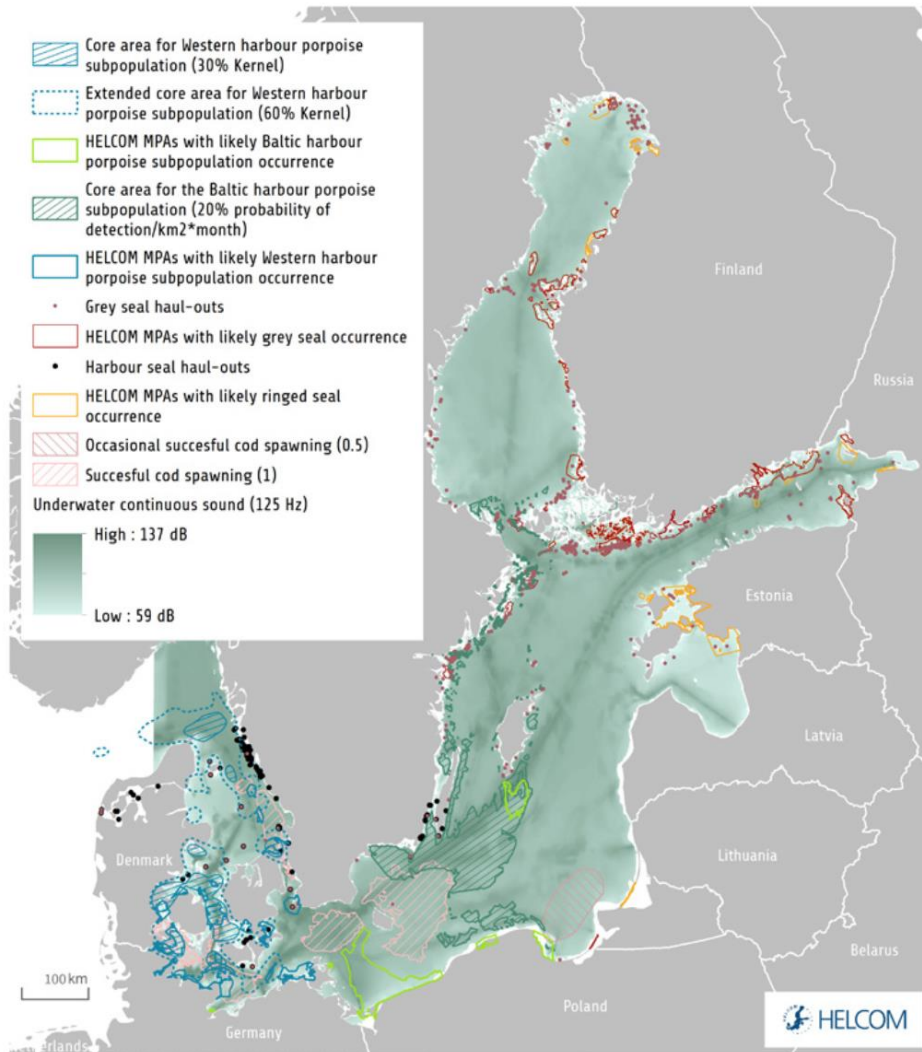 Core area for Western harbour porpoise
subpopulation (30% Kernel)
Extended core area for Western harbour
porpoise subpopulation (60% Kernel)
HELCOM MPAs with likely Baltic harbour
porpoise subpopulation occurrence
Core area for the Baltic harbour porpoise
subpopulation (20% probability of
detection/km2*month)
HELCOM MPAs with likely Western harbour
porpoise subpopulation occurrence
Grey seal haul-outs
HELCOM MPAs with likely grey seal occurrence
Harbour seal haul-outs
HELCOM MPAs with likely ringed seal
occurrence
Occasional succesful cod spawning (0.5)
Succesful cod spawning (1)
Underwater continuous sound (125 Hz)
High : 137 dB
Low : 59 dB
Finland
Russia
Estonia
Latvia
Lithuania
Belarus
Denmark
Poland
Germany
100 km
HELCOM